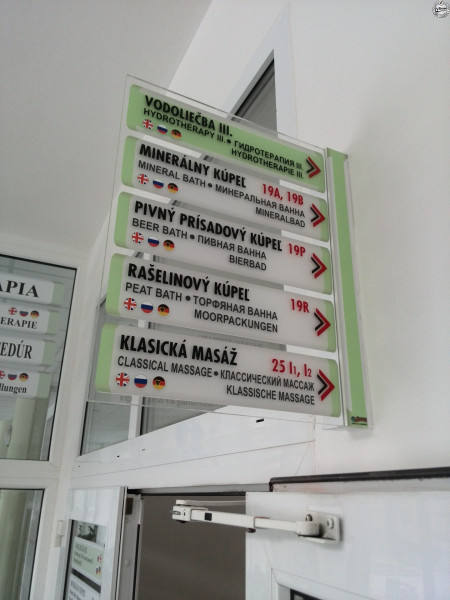 VODOLIEČBA III.
HYDROTHERAPY III. • ГИДРОТЕРАПИЯ III.
HYDROTHERAPIE III.
MINERÁLNY KÚPEĽ 19A, 19B
MINERAL BATH • МИНЕРАЛЬНАЯ ВАННА
MINERALBAD
PIVNÝ PRÍSADOVÝ KÚPEĽ 19P
BEER BATH • ПИВНАЯ ВАННА
BIERBAD
RAŠELINOVÝ KÚPEĽ 19R
PEAT BATH • ТОРФЯНАЯ ВАННА
MOORPACKUNGEN
KLASICKÁ MASÁŽ 25 I1, I2
CLASSICAL MASSAGE • КЛАССИЧЕСКИЙ МАССАЖ
KLASSISCHE MASSAGE
APIA
ERAPIE
EDÚR
llungen